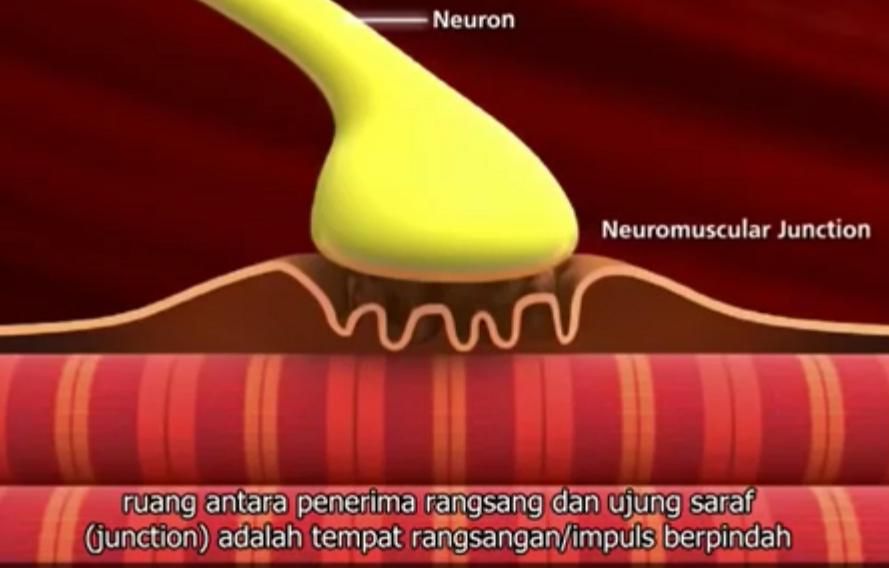 Neuron
Neuromuscular Junction
ruang antara penerima rangsang dan ujung saraf
(junction) adalah tempat rangsangan/impuls berpindah